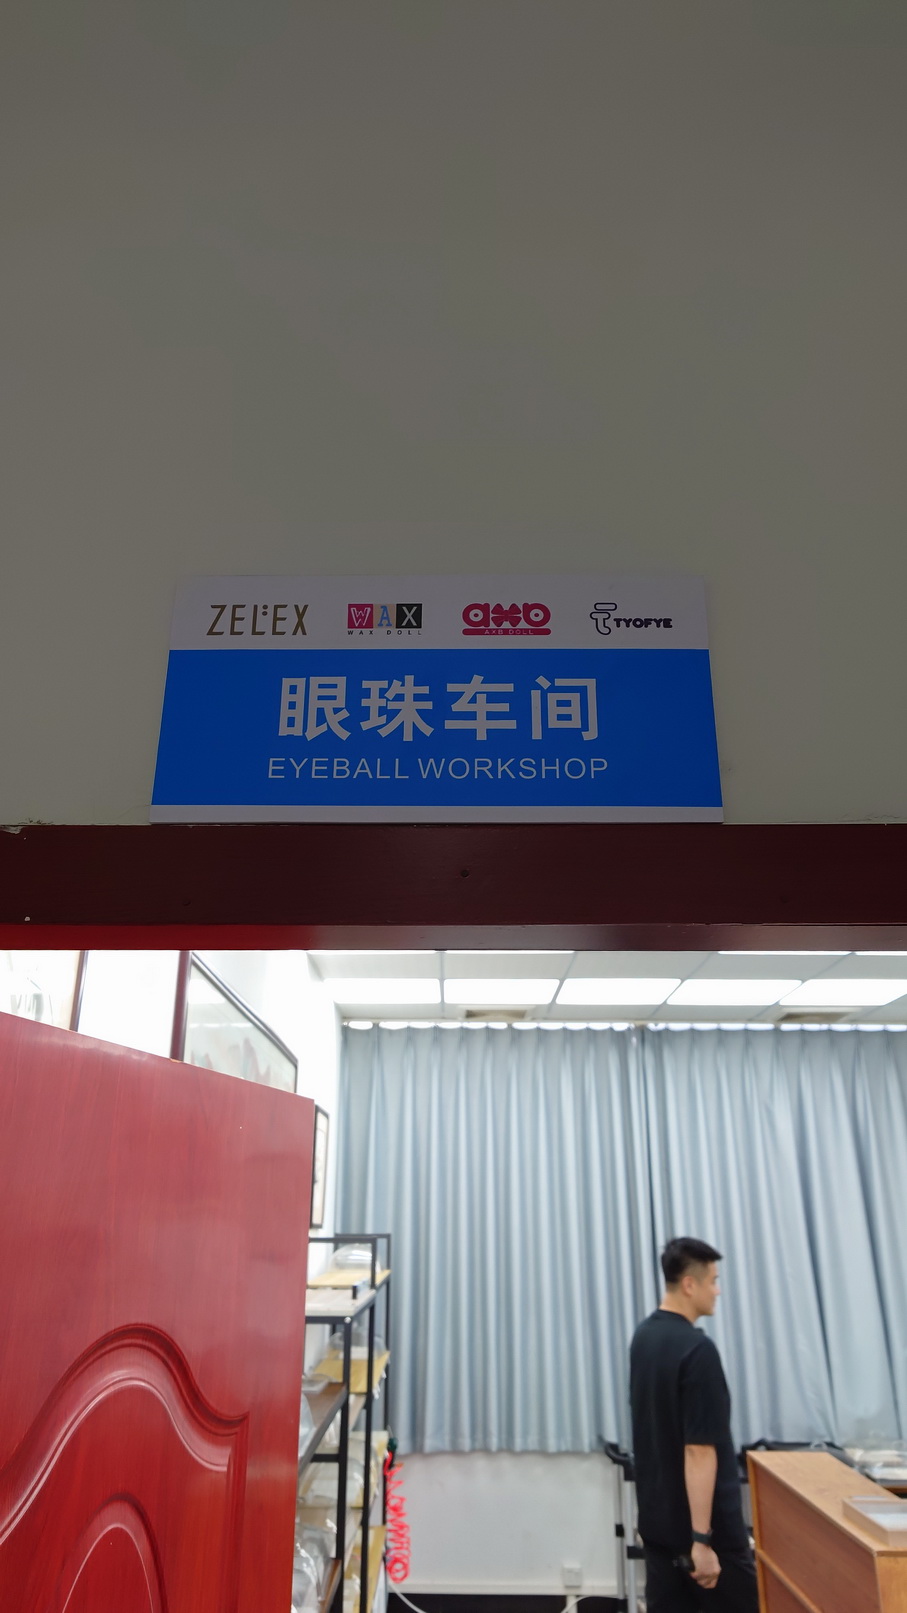 ZELEX WAX axb TYOFYE
WAX DOLL AXB DOLL
眼珠车间
EYEBALL WORKSHOP